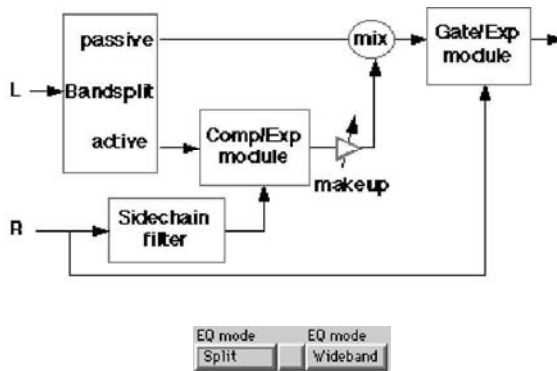 passive
mix
Gate/Exp
module
L
Bandsplit
active
Comp/Exp
module
makeup
R
Sidechain
filter
EQ mode
EQ mode
Split
Wideband